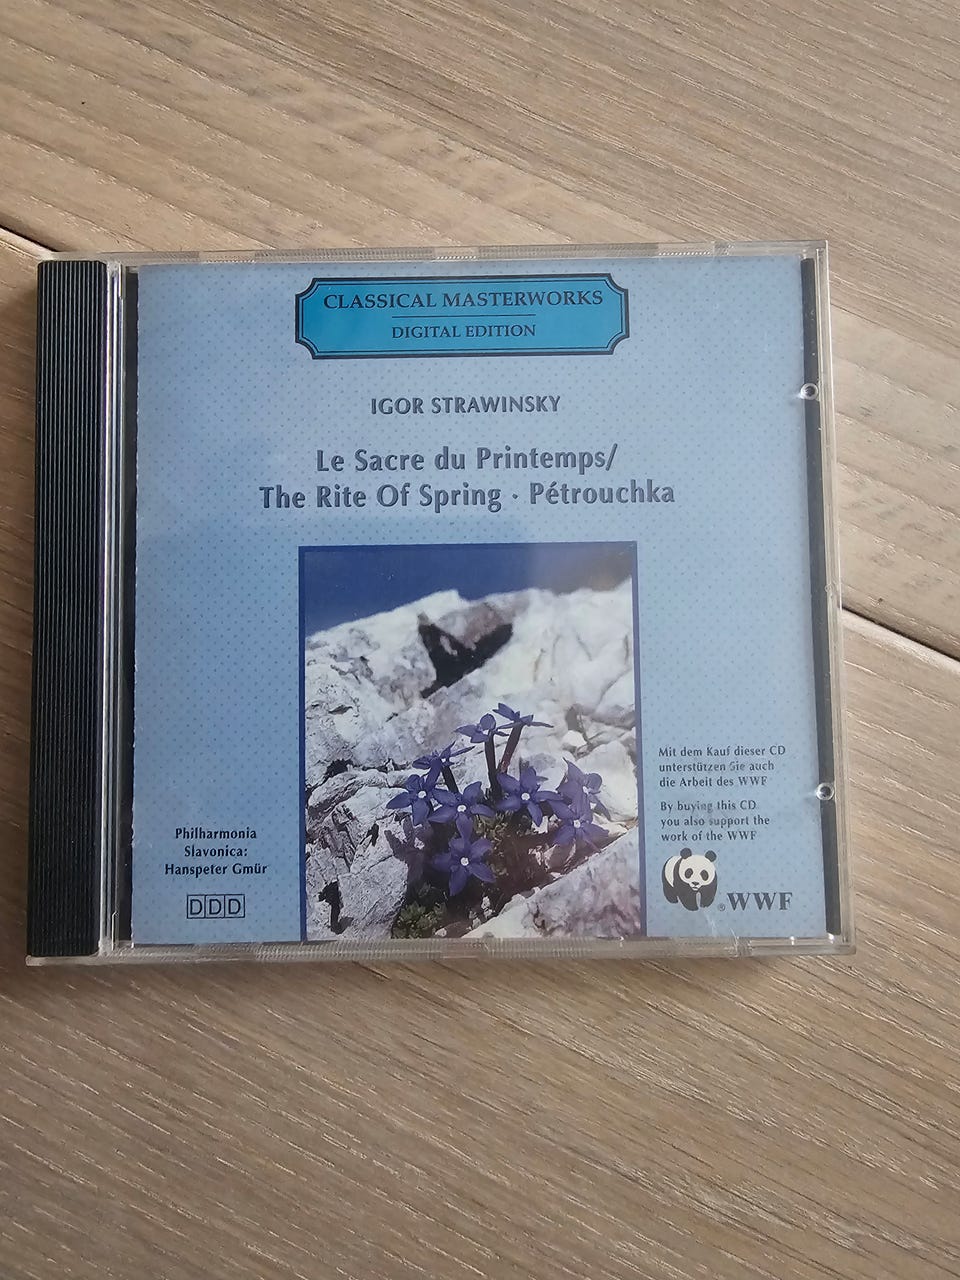 CLASSICAL MASTERWORKS
DIGITAL EDITION
IGOR STRAWINSKY
Le Sacre du Printemps/
The Rite Of Spring · Pétrouchka
Mit dem Kauf dieser CD
unterstützen Sie auch
die Arbeit des WWF
By buying this CD
you also support the
work of the WWF
® WWF
Philharmonia
Slavonica:
Hanspeter Gmür
DDD